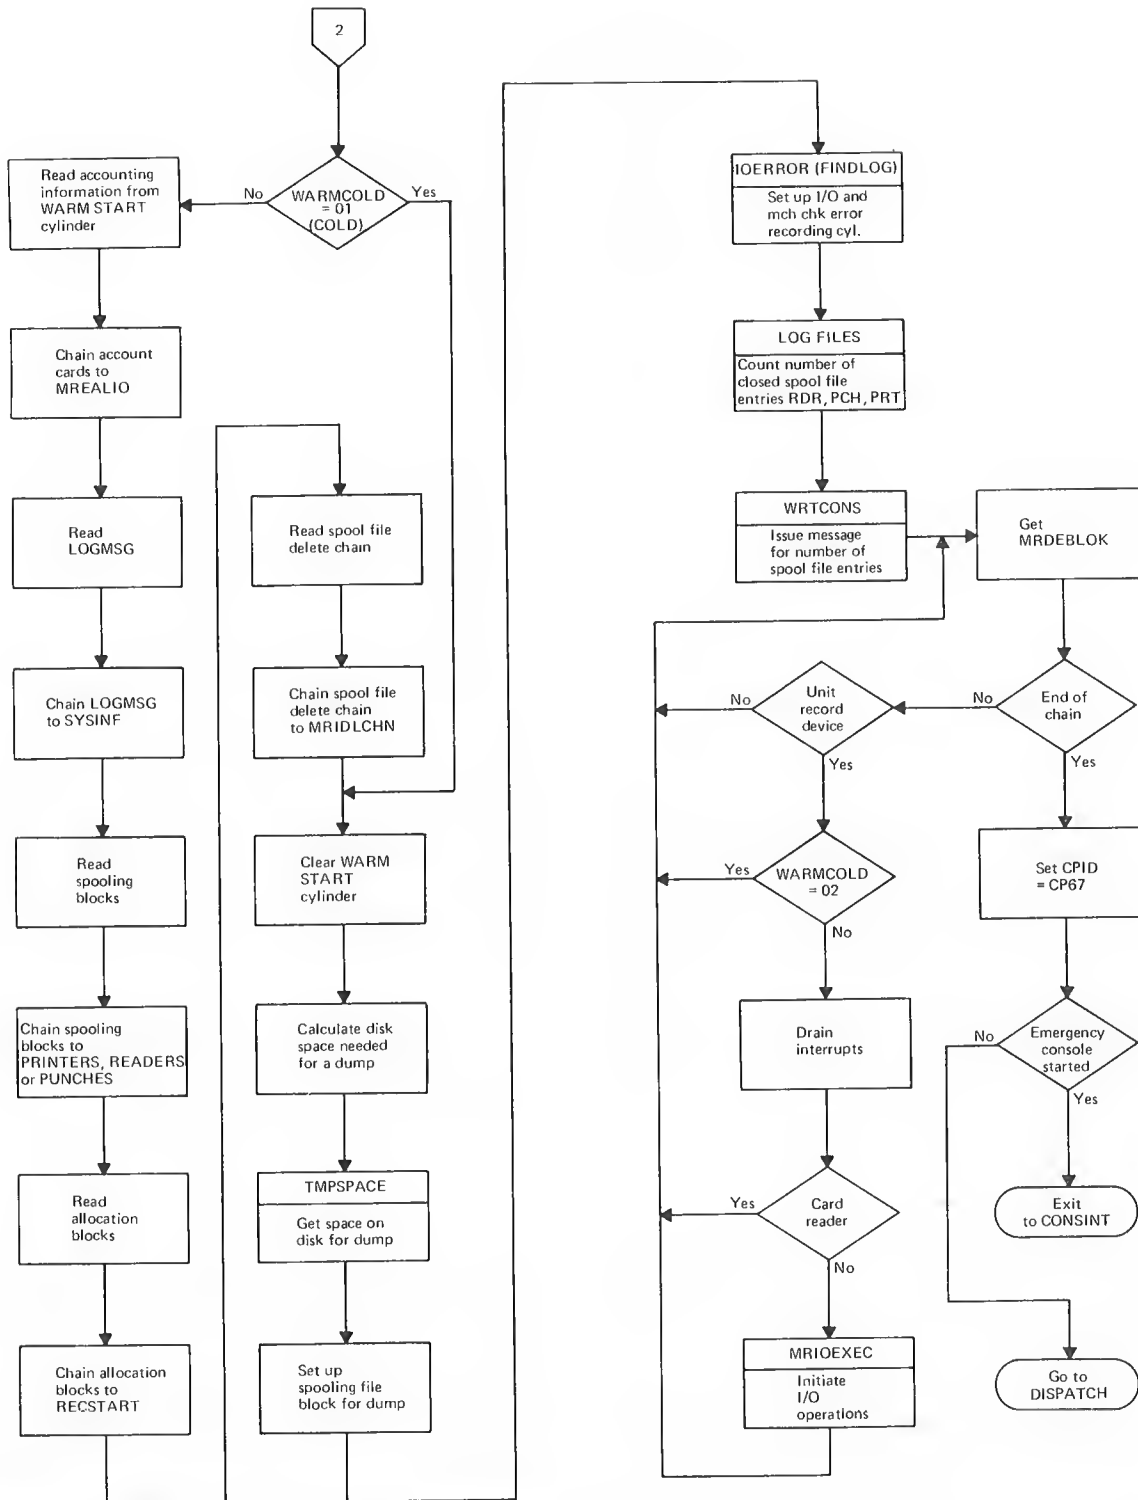 2
WARMCOLD
= 01
(COLD)
No
Yes
Read accounting
information from
WARM START
cylinder
Chain account
cards to
MREALIO
Read
LOGMSG
Chain LOGMSG
to SYSINF
Read
spooling
blocks
Chain spooling
blocks to
PRINTERS, READERS
or PUNCHES
Read
allocation
blocks
Chain allocation
blocks to
RECSTART
Read spool file
delete chain
Chain spool file
delete chain
to MRIDLCHN
Clear WARM
START
cylinder
Calculate disk
space needed
for a dump
TMPSPACE
Get space on
disk for dump
Set up
spooling file
block for dump
IOERROR (FINDLOG)
Set up I/O and
mch chk error
recording cyl.
LOG FILES
Count number of
closed spool file
entries RDR, PCH, PRT
WRTCONS
Issue message
for number of
spool file entries
Get
MRDEBLOK
End of
chain
No
Yes
Unit
record
device
No
Yes
WARMCOLD
= 02
Yes
No
Drain
interrupts
Card
reader
Yes
No
MRIOEXEC
Initiate
I/O
operations
Set CPID
= CP67
Emergency
console
started
No
Yes
Exit
to CONSINT
Go to
DISPATCH